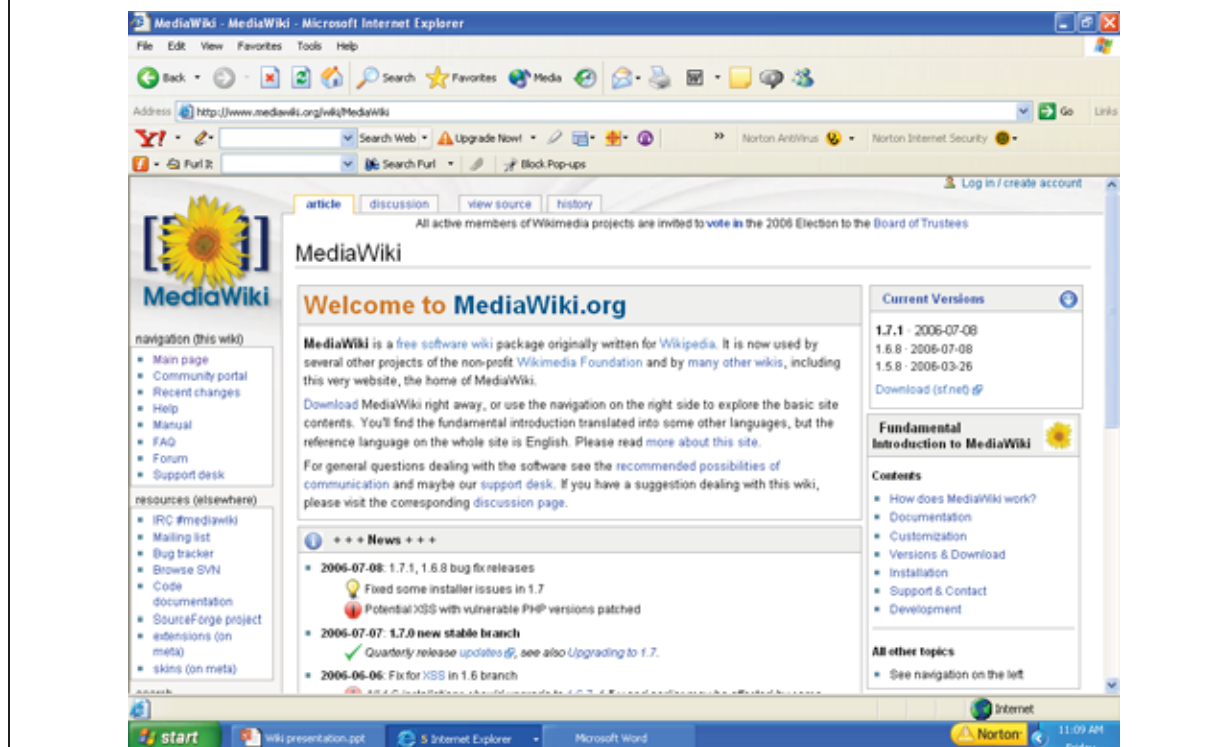 MediaWiki - MediaWiki - Microsoft Internet Explorer
File Edit View Favorites Tools Help
Back Search Favorites Media
Address http://www.mediawiki.org/wiki/MediaWiki Go Links
Y! Search Web Upgrade Now! Norton AntiVirus Norton Internet Security
Furl It Search Furl Block Pop-ups
Log in / create account
article discussion view source history
All active members of Wikimedia projects are invited to vote in the 2006 Election to the Board of Trustees
MediaWiki
MediaWiki
navigation (this wiki)
Main page
Community portal
Recent changes
Help
Manual
FAQ
Forum
Support desk
resources (elsewhere)
IRC #mediawiki
Mailing list
Bug tracker
Browse SVN
Code
documentation
SourceForge project
extensions (on
meta)
skins (on meta)
search
Welcome to MediaWiki.org
MediaWiki is a free software wiki package originally written for Wikipedia. It is now used by
several other projects of the non-profit Wikimedia Foundation and by many other wikis, including
this very website, the home of MediaWiki.
Download MediaWiki right away, or use the navigation on the right side to explore the basic site
contents. You'll find the fundamental introduction translated into some other languages, but the
reference language on the whole site is English. Please read more about this site.
For general questions dealing with the software see the recommended possibilities of
communication and maybe our support desk. If you have a suggestion dealing with this wiki,
please visit the corresponding discussion page.
+ + + News + + +
2006-07-08: 1.7.1, 1.6.8 bug fix releases
Fixed some installer issues in 1.7
Potential XSS with vulnerable PHP versions patched
2006-07-07: 1.7.0 new stable branch
Quarterly release updates, see also Upgrading to 1.7.
2006-06-06: Fix for XSS in 1.6 branch
Current Versions
1.7.1 · 2006-07-08
1.6.8 · 2006-07-08
1.5.8 · 2006-03-26
Download (sf.net)
Fundamental
Introduction to MediaWiki
Contents
How does MediaWiki work?
Documentation
Customization
Versions & Download
Installation
Support & Contact
Development
All other topics
See navigation on the left
Internet
start Wiki presentation.ppt 5 Internet Explorer Microsoft Word Norton 11:09 AM
Friday